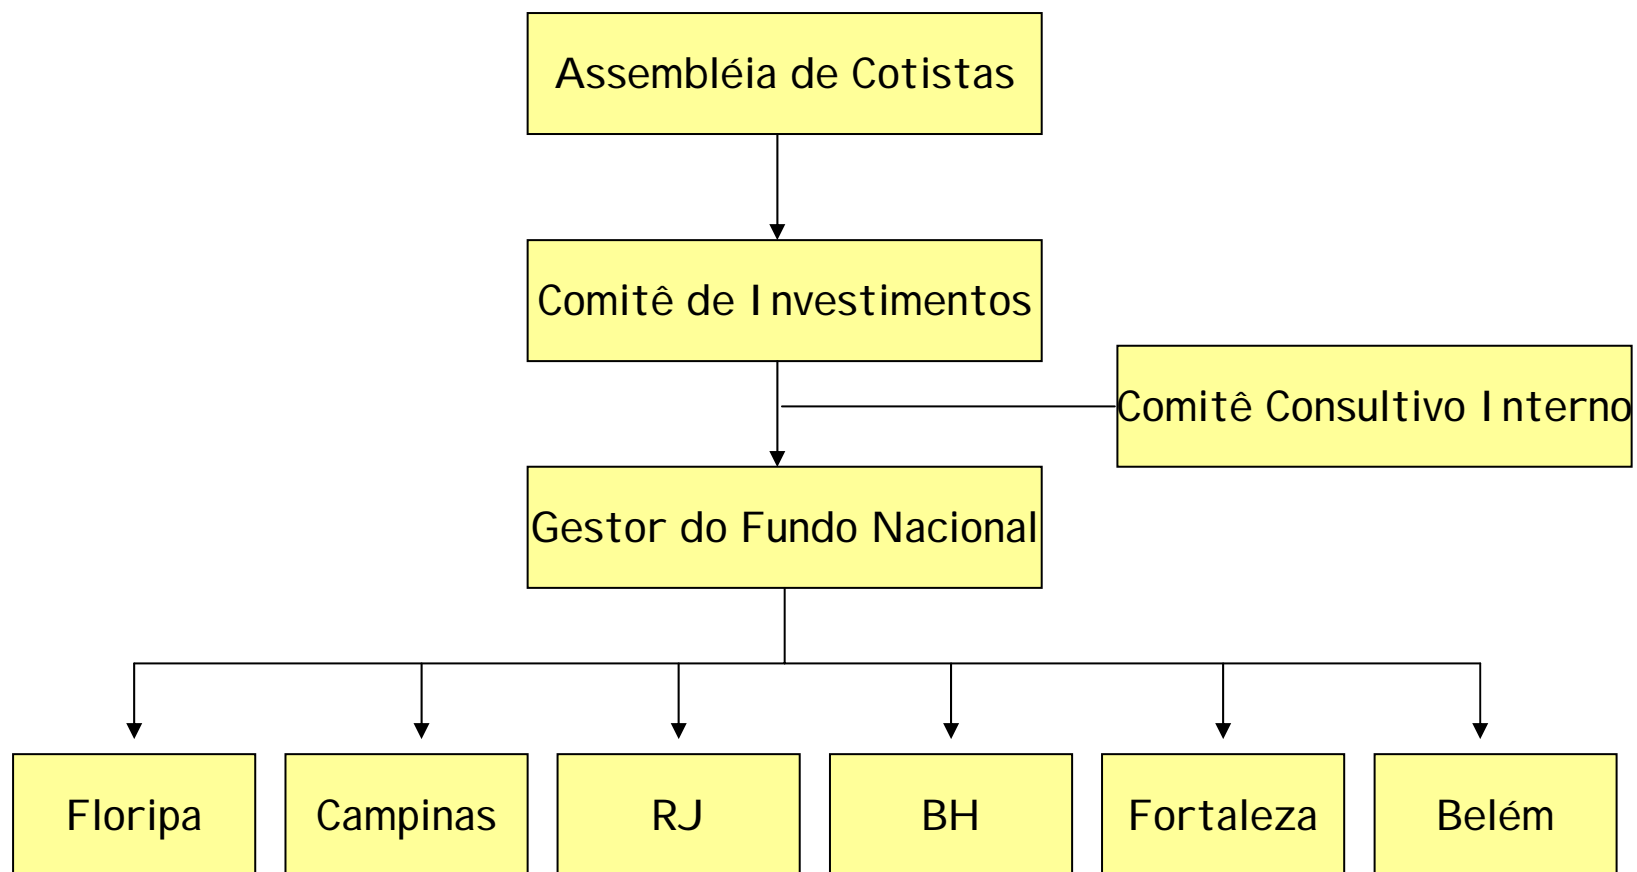 Assembléia de Cotistas
Comitê de Investimentos
Comitê Consultivo Interno
Gestor do Fundo Nacional
Floripa
Campinas
RJ
BH
Fortaleza
Belém